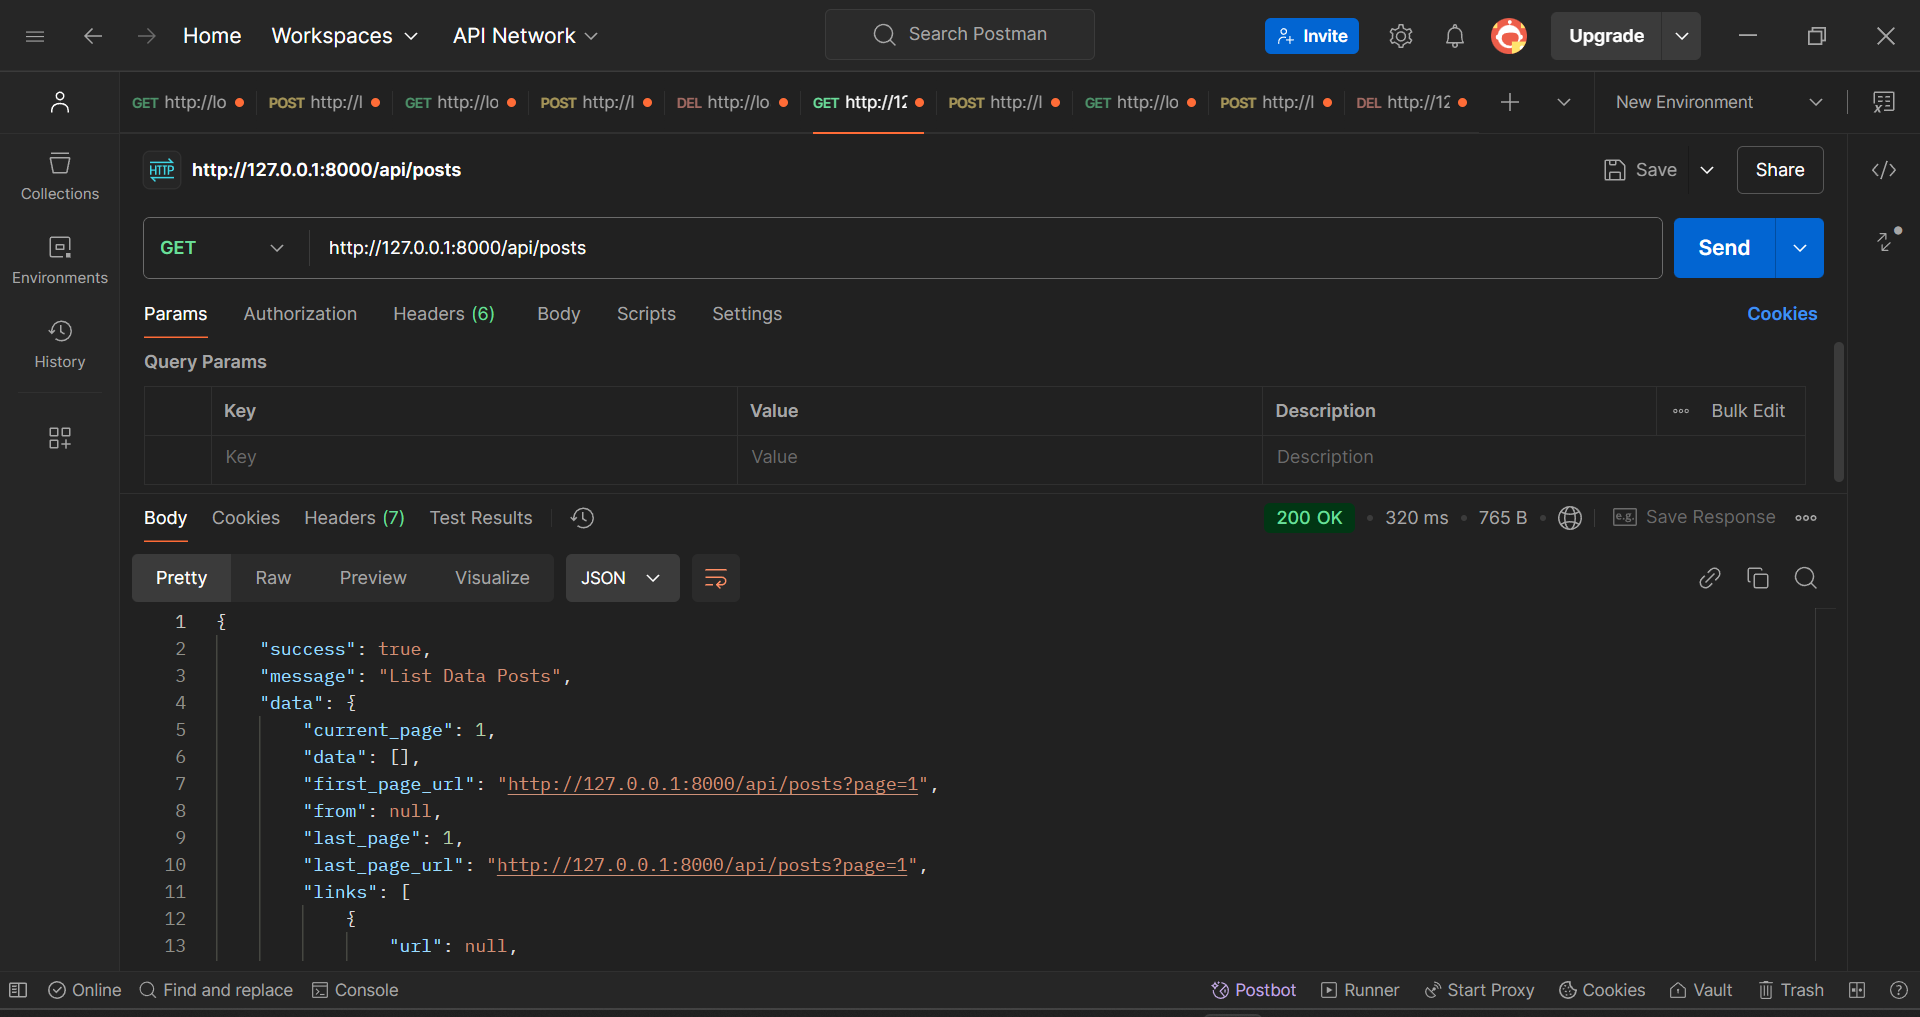 Home Workspaces API Network Search Postman Invite Upgrade
GET http://lo POST http://l GET http://lo POST http://l DEL http://lo GET http://12 POST http://l GET http://lo POST http://l DEL http://12 New Environment
HTTP http://127.0.0.1:8000/api/posts Save Share
Collections
GET http://127.0.0.1:8000/api/posts Send
Environments
Params Authorization Headers (6) Body Scripts Settings Cookies
History
Query Params
Key Value Description Bulk Edit
Key Value Description
Body Cookies Headers (7) Test Results 200 OK 320 ms 765 B e.g. Save Response
Pretty Raw Preview Visualize JSON
1 {
2 "success": true,
3 "message": "List Data Posts",
4 "data": {
5 "current_page": 1,
6 "data": [],
7 "first_page_url": "http://127.0.0.1:8000/api/posts?page=1",
8 "from": null,
9 "last_page": 1,
10 "last_page_url": "http://127.0.0.1:8000/api/posts?page=1",
11 "links": [
12 {
13 "url": null,
Online Find and replace Console Postbot Runner Start Proxy Cookies Vault Trash